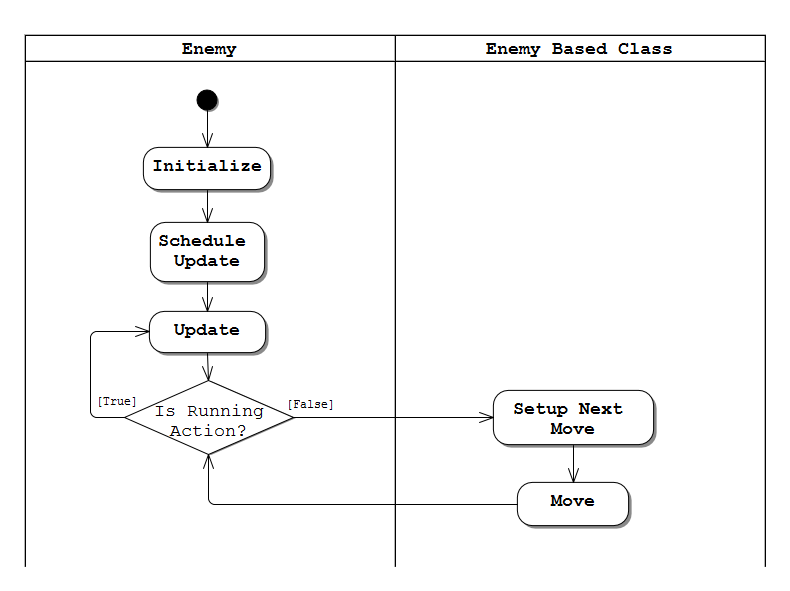 Enemy
Enemy Based Class
Initialize
Schedule
Update
Update
[True]
Is Running
Action?
[False]
Setup Next
Move
Move